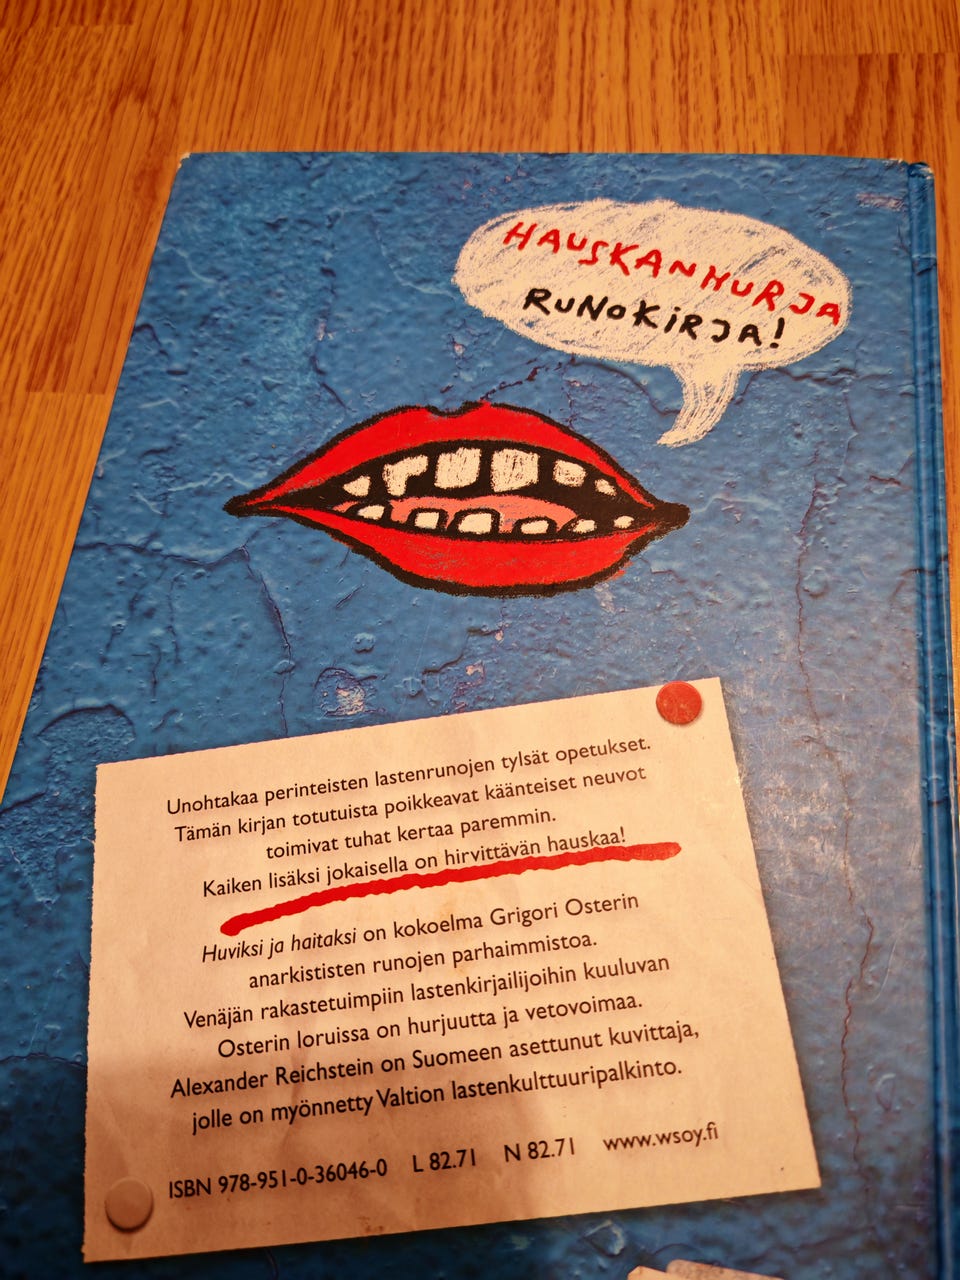 HAUSKANHURJA
RUNOKIRJA!
Unohtakaa perinteisten lastenrunojen tylsät opetukset.
Tämän kirjan totutuista poikkeavat käänteiset neuvot
toimivat tuhat kertaa paremmin.
Kaiken lisäksi jokaisella on hirvittävän hauskaa!
Huviksi ja haitaksi on kokoelma Grigori Osterin
anarkististen runojen parhaimmistoa.
Venäjän rakastetuimpiin lastenkirjailijoihin kuuluvan
Osterin loruissa on hurjuutta ja vetovoimaa.
Alexander Reichstein on Suomeen asettunut kuvittaja,
jolle on myönnetty Valtion lastenkulttuuripalkinto.
ISBN 978-951-0-36046-0 L 82.71 N 82.71 www.wsoy.fi